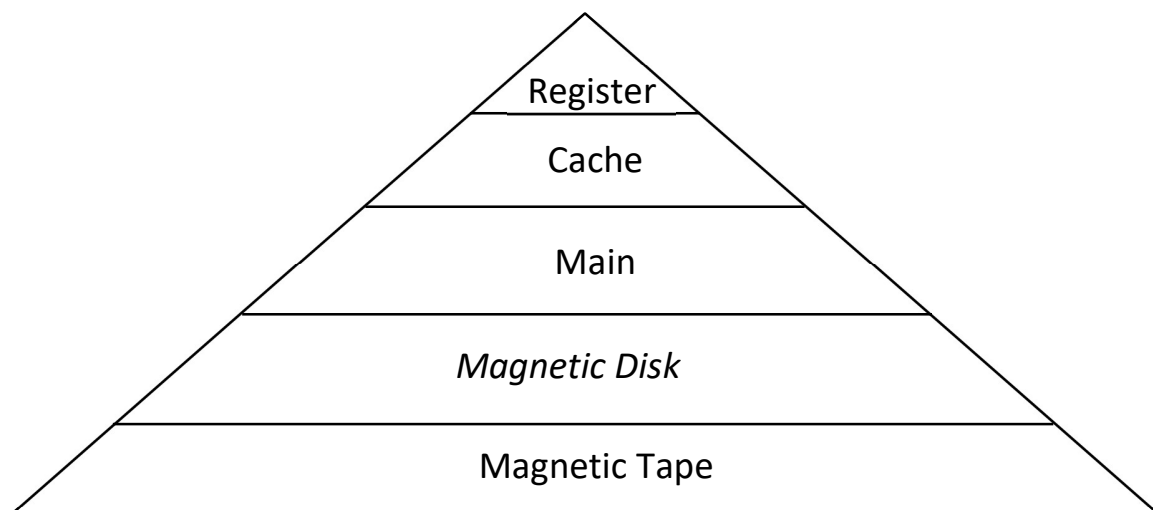 Register
Cache
Main
Magnetic Disk
Magnetic Tape